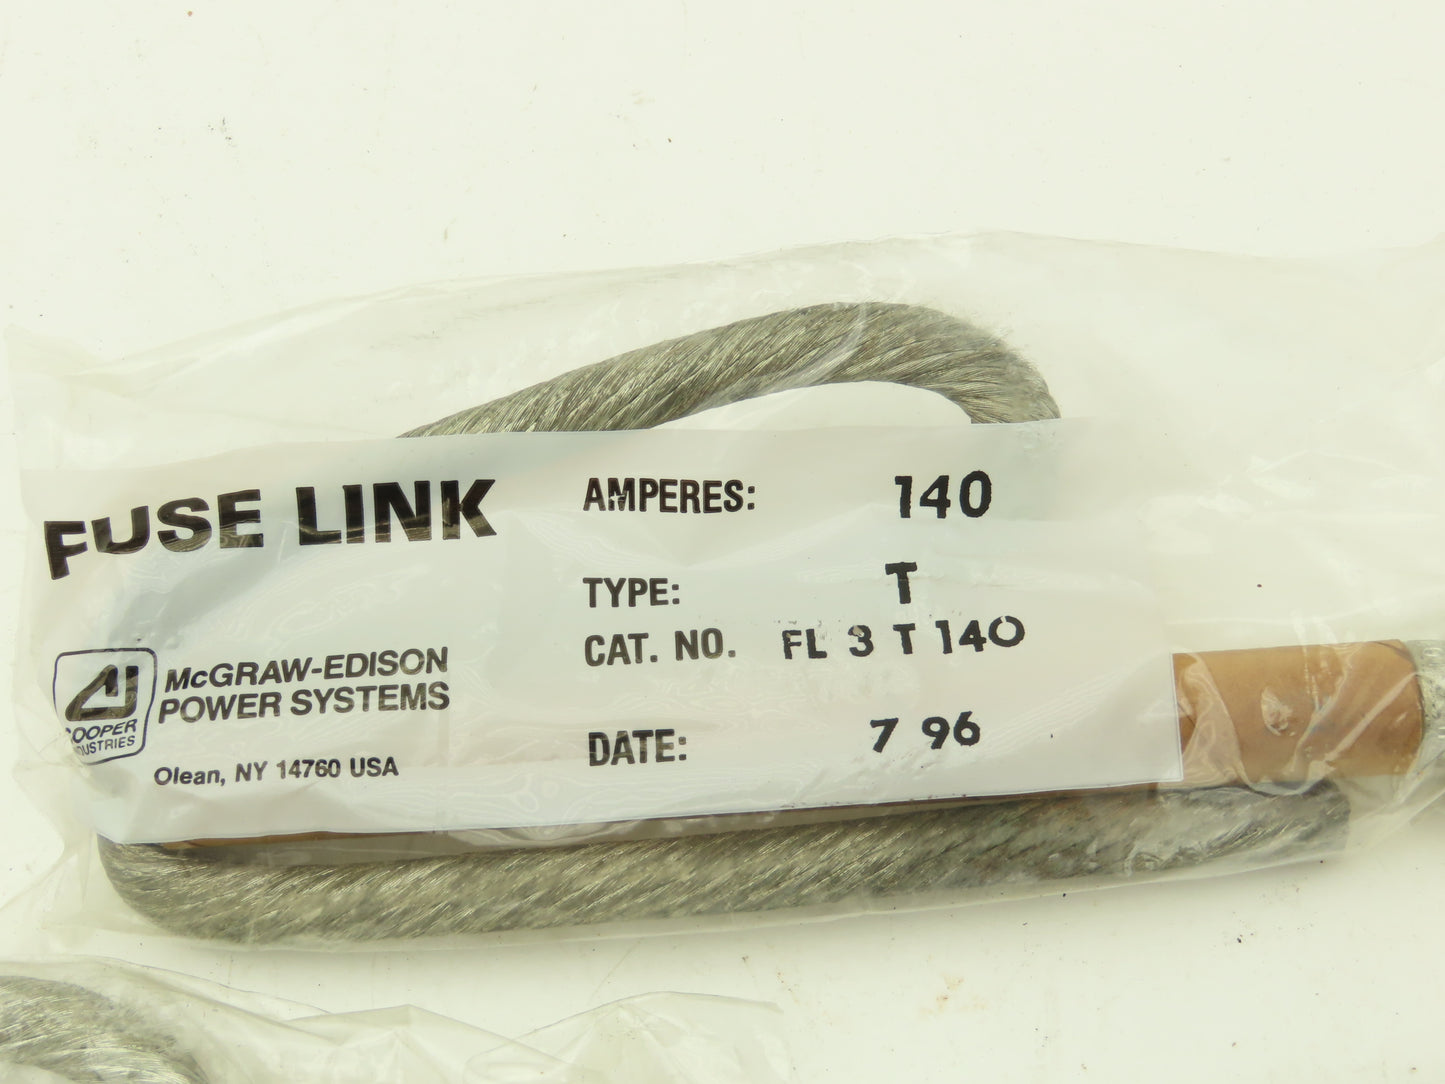 FUSE LINK
AMPERES: 140
TYPE: T
CAT. NO. FL 3 T 140
DATE: 7 96
COOPER
INDUSTRIES
McGRAW-EDISON
POWER SYSTEMS
Olean, NY 14760 USA